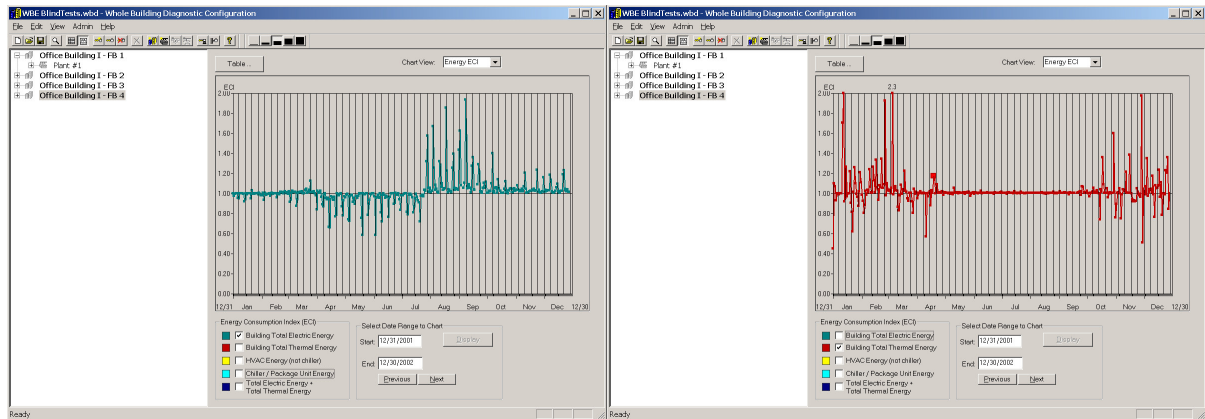 WBE BlindTests.wbd - Whole Building Diagnostic Configuration
File Edit View Admin Help
Office Building I - FB 1
Plant #1
Office Building I - FB 2
Office Building I - FB 3
Office Building I - FB 4
Table...
Chart View: Energy ECI
ECI
2.00
1.80
1.60
1.40
1.20
1.00
0.80
0.60
0.40
0.20
0.00
12/31 Jan Feb Mar Apr May Jun Jul Aug Sep Oct Nov Dec 12/30
Energy Consumption Index (ECI)
Building Total Electric Energy
Building Total Thermal Energy
HVAC Energy (not chiller)
Chiller / Package Unit Energy
Total Electric Energy +
Total Thermal Energy
Select Date Range to Chart
Start: 12/31/2001
Display
End: 12/30/2002
Previous Next
Ready
WBE BlindTests.wbd - Whole Building Diagnostic Configuration
File Edit View Admin Help
Office Building I - FB 1
Plant #1
Office Building I - FB 2
Office Building I - FB 3
Office Building I - FB 4
Table...
Chart View: Energy ECI
ECI
2.3
2.00
1.80
1.60
1.40
1.20
1.00
0.80
0.60
0.40
0.20
0.00
12/31 Jan Feb Mar Apr May Jun Jul Aug Sep Oct Nov Dec 12/30
Energy Consumption Index (ECI)
Building Total Electric Energy
Building Total Thermal Energy
HVAC Energy (not chiller)
Chiller / Package Unit Energy
Total Electric Energy +
Total Thermal Energy
Select Date Range to Chart
Start: 12/31/2001
Display
End: 12/30/2002
Previous Next
Ready